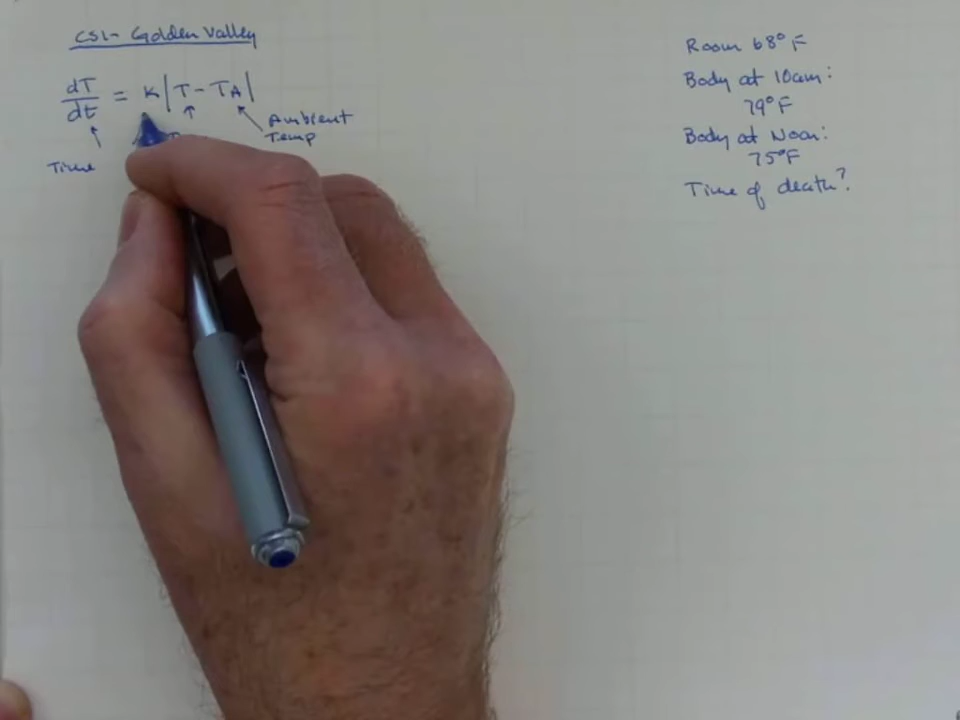 CSI- Golden Valley
dT/dt = k|T - TA|
Ambient
Temp
Time
Room 68°F
Body at 10am:
79°F
Body at Noon:
75°F
Time of death?